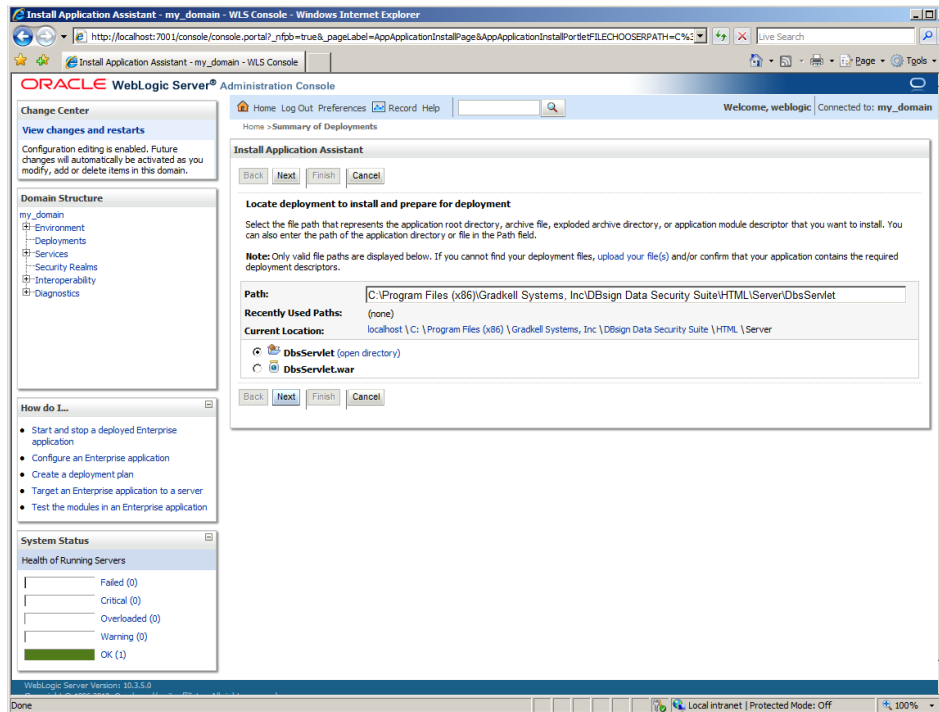 Install Application Assistant - my_domain - WLS Console - Windows Internet Explorer
http://localhost:7001/console/console.portal?_nfpb=true&_pageLabel=AppApplicationInstallPage&AppApplicationInstallPortletFILECHOOSERPATH=C%3
Live Search
Install Application Assistant - my_domain - WLS Console
Page
Tools
ORACLE WebLogic Server® Administration Console
Change Center
View changes and restarts
Configuration editing is enabled. Future
changes will automatically be activated as you
modify, add or delete items in this domain.
Domain Structure
my_domain
Environment
Deployments
Services
Security Realms
Interoperability
Diagnostics
How do I...
Start and stop a deployed Enterprise
application
Configure an Enterprise application
Create a deployment plan
Target an Enterprise application to a server
Test the modules in an Enterprise application
System Status
Health of Running Servers
Failed (0)
Critical (0)
Overloaded (0)
Warning (0)
OK (1)
Home Log Out Preferences Record Help
Welcome, weblogic Connected to: my_domain
Home >Summary of Deployments
Install Application Assistant
Back Next Finish Cancel
Locate deployment to install and prepare for deployment
Select the file path that represents the application root directory, archive file, exploded archive directory, or application module descriptor that you want to install. You
can also enter the path of the application directory or file in the Path field.
Note: Only valid file paths are displayed below. If you cannot find your deployment files, upload your file(s) and/or confirm that your application contains the required
deployment descriptors.
Path: C:\Program Files (x86)\Gradkell Systems, Inc\DBsign Data Security Suite\HTML\Server\DbsServlet
Recently Used Paths: (none)
Current Location: localhost \ C: \ Program Files (x86) \ Gradkell Systems, Inc \ DBsign Data Security Suite \ HTML \ Server
DbsServlet (open directory)
DbsServlet.war
Back Next Finish Cancel
WebLogic Server Version: 10.3.5.0
Done
Local intranet | Protected Mode: Off
100%